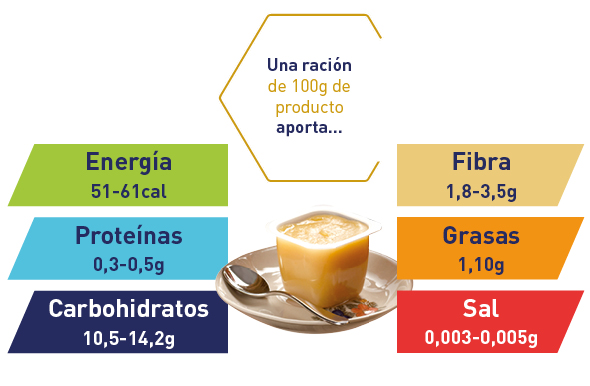 Una ración
de 100g de
producto
aporta...
Energía
51-61cal
Proteínas
0,3-0,5g
Carbohidratos
10,5-14,2g
Fibra
1,8-3,5g
Grasas
1,10g
Sal
0,003-0,005g